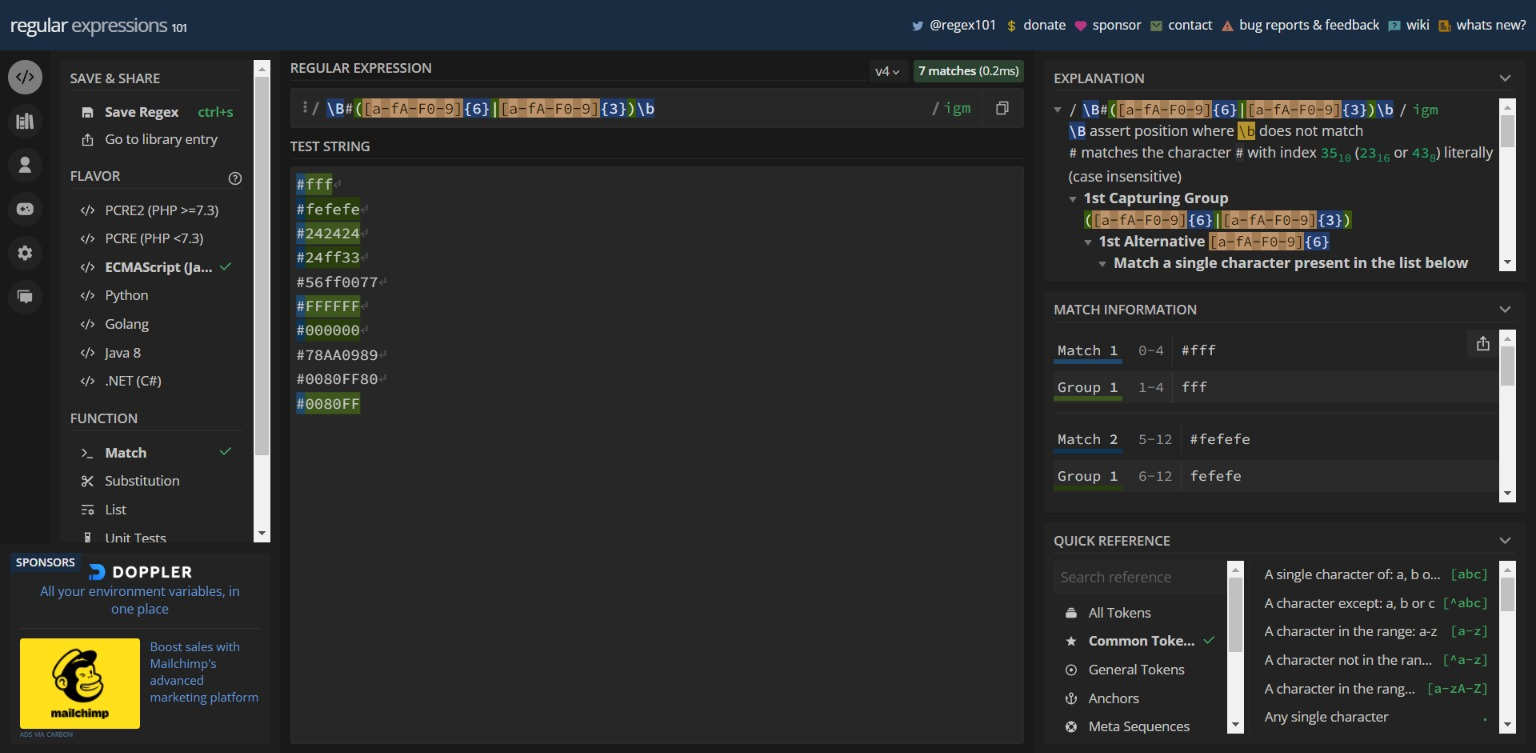 regular expressions 101
@regex101 $ donate sponsor contact bug reports & feedback wiki whats new?
SAVE & SHARE
Save Regex ctrl+s
Go to library entry
FLAVOR
PCRE2 (PHP >=7.3)
PCRE (PHP <7.3)
ECMAScript (Ja...
Python
Golang
Java 8
.NET (C#)
FUNCTION
Match
Substitution
List
Unit Tests
SPONSORS
DOPPLER
All your environment variables, in
one place
Boost sales with
Mailchimp's
advanced
marketing platform
mailchimp
ADS VIA CARBON
REGULAR EXPRESSION
v4 7 matches (0.2ms)
/ \B#([a-fA-F0-9]{6}|[a-fA-F0-9]{3})\b / igm
TEST STRING
#fff
#fefefe
#242424
#24ff33
#56ff0077
#FFFFFF
#000000
#78AA0989
#0080FF80
#0080FF
EXPLANATION
/ \B#([a-fA-F0-9]{6}|[a-fA-F0-9]{3})\b / igm
\B assert position where \b does not match
# matches the character # with index 35₁₀ (23₁₆ or 43₈) literally
(case insensitive)
1st Capturing Group
([a-fA-F0-9]{6}|[a-fA-F0-9]{3})
1st Alternative [a-fA-F0-9]{6}
Match a single character present in the list below
MATCH INFORMATION
Match 1 0-4 #fff
Group 1 1-4 fff
Match 2 5-12 #fefefe
Group 1 6-12 fefefe
QUICK REFERENCE
Search reference
All Tokens
Common Toke...
General Tokens
Anchors
Meta Sequences
A single character of: a, b o... [abc]
A character except: a, b or c [^abc]
A character in the range: a-z [a-z]
A character not in the ran... [^a-z]
A character in the rang... [a-zA-Z]
Any single character .